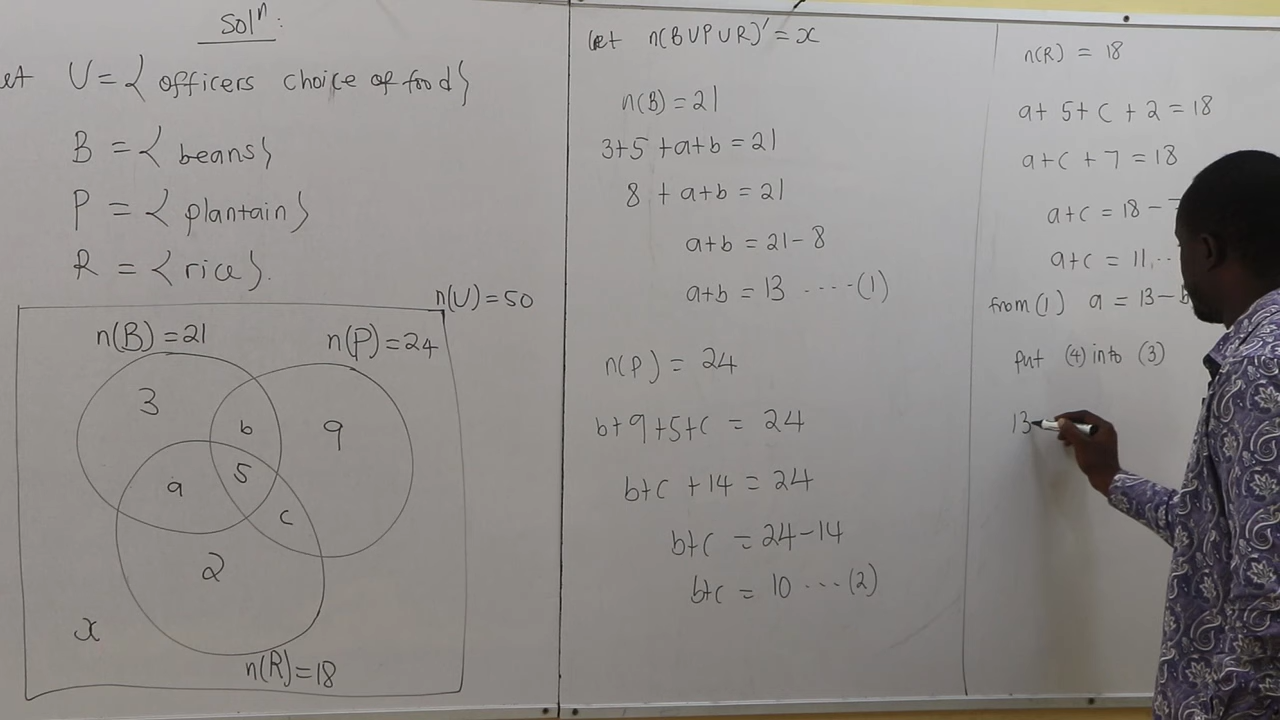 Solⁿ:
et U = { officers choice of food}
B = { beans}
P = { plantain}
R = { rice}.
n(U) = 50
n(B) = 21
n(P) = 24
3
b
9
5
a
c
2
x
n(R) = 18
let n(BUPUR)' = x
n(B) = 21
3+5 +a+b = 21
8 + a+b = 21
a+b = 21-8
a+b = 13 ....(1)
n(P) = 24
b+9+5+c = 24
b+c +14 = 24
b+c = 24-14
b+c = 10 ...(2)
n(R) = 18
a+ 5+ c + 2 = 18
a+c + 7 = 18
a+c = 18 - 7
a+c = 11, ..
from (1) a = 13 - b
put (4) into (3)
13-